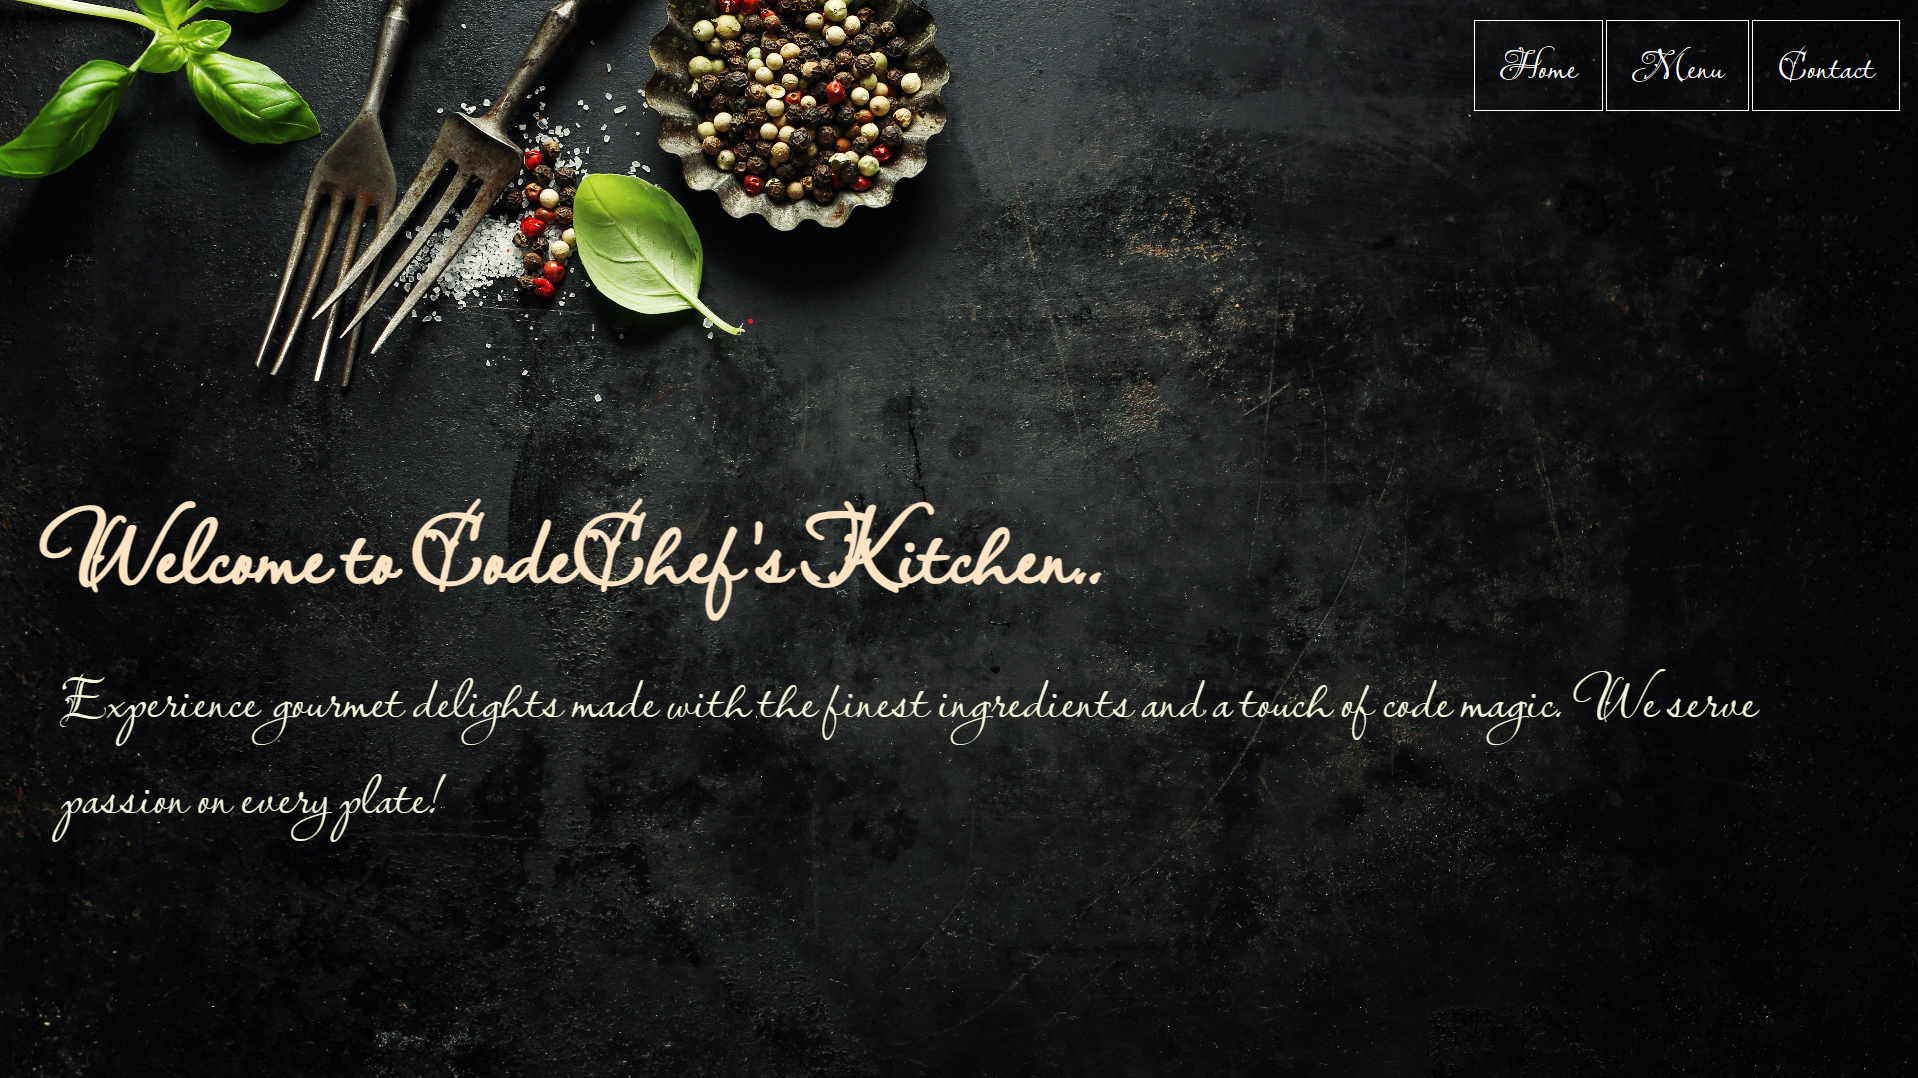 Home Menu Contact
Welcome to CodeChef's Kitchen..
Experience gourmet delights made with the finest ingredients and a touch of code magic. We serve
passion on every plate!